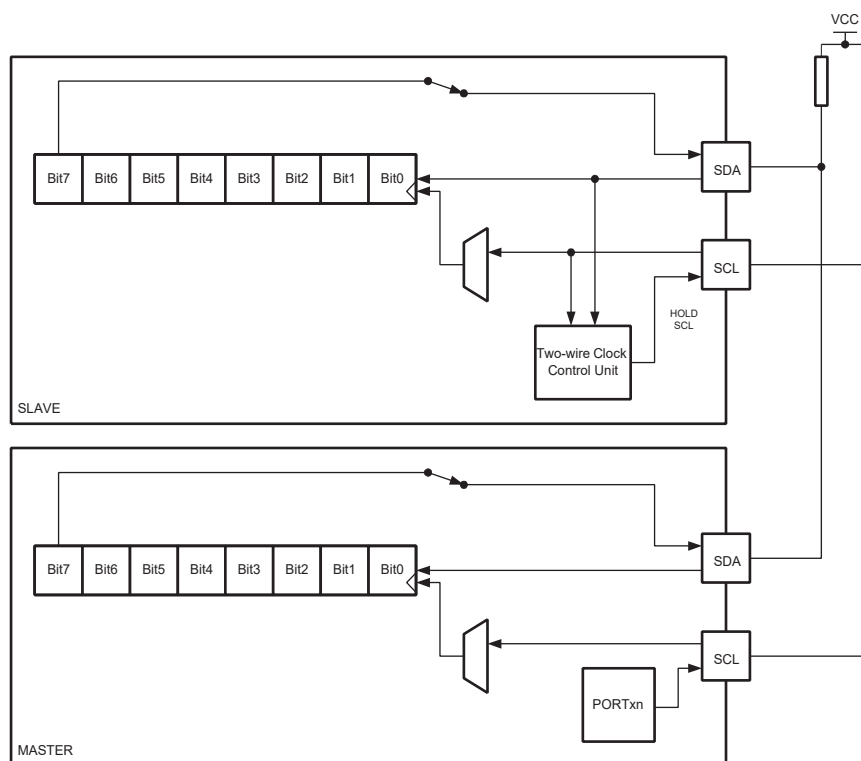 VCC
Bit7 Bit6 Bit5 Bit4 Bit3 Bit2 Bit1 Bit0
SDA
SCL
HOLD
SCL
Two-wire Clock
Control Unit
SLAVE
Bit7 Bit6 Bit5 Bit4 Bit3 Bit2 Bit1 Bit0
SDA
SCL
PORTxn
MASTER